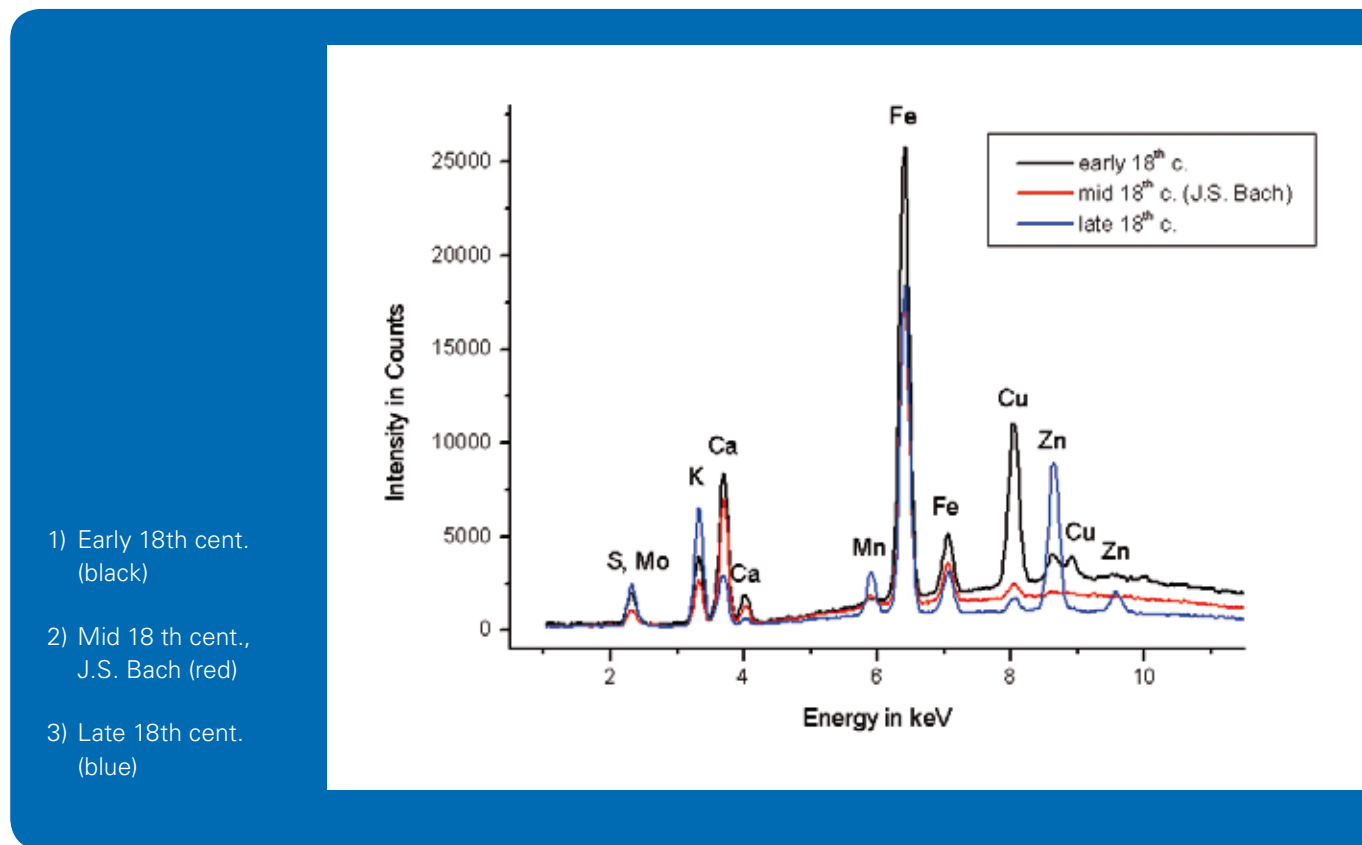 1) Early 18th cent.
(black)
2) Mid 18 th cent.,
J.S. Bach (red)
3) Late 18th cent.
(blue)
Intensity in Counts
25000
20000
15000
10000
5000
0
S, Mo
K
Ca
Ca
Mn
Fe
Fe
Cu
Zn
Cu
Zn
early 18th c.
mid 18th c. (J.S. Bach)
late 18th c.
2 4 6 8 10
Energy in keV